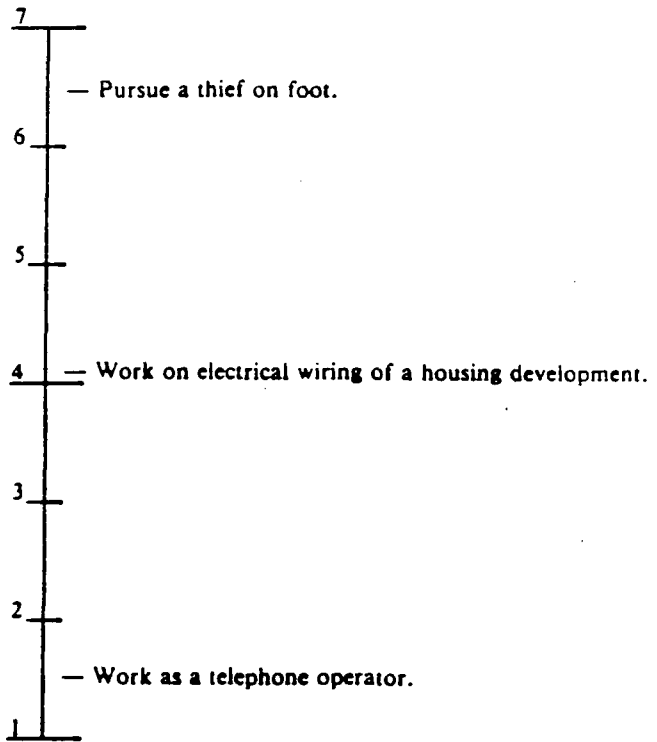 7
— Pursue a thief on foot.
6
5
4 — Work on electrical wiring of a housing development.
3
2
— Work as a telephone operator.
1